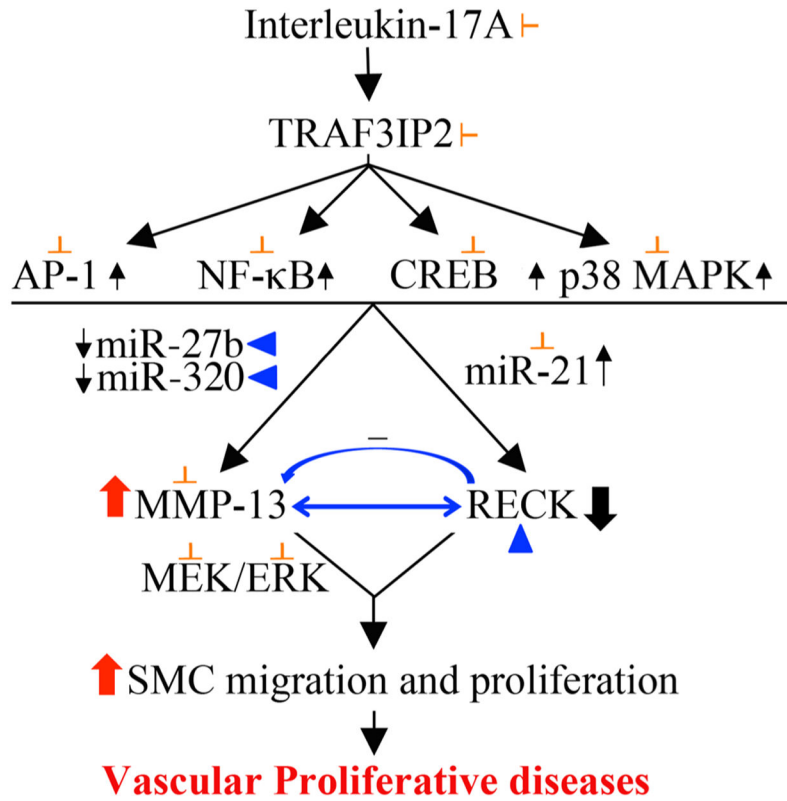 Interleukin-17A
TRAF3IP2
AP-1 NF-κB CREB p38 MAPK
miR-27b
miR-320
miR-21
–
MMP-13 RECK
MEK/ERK
SMC migration and proliferation
Vascular Proliferative diseases